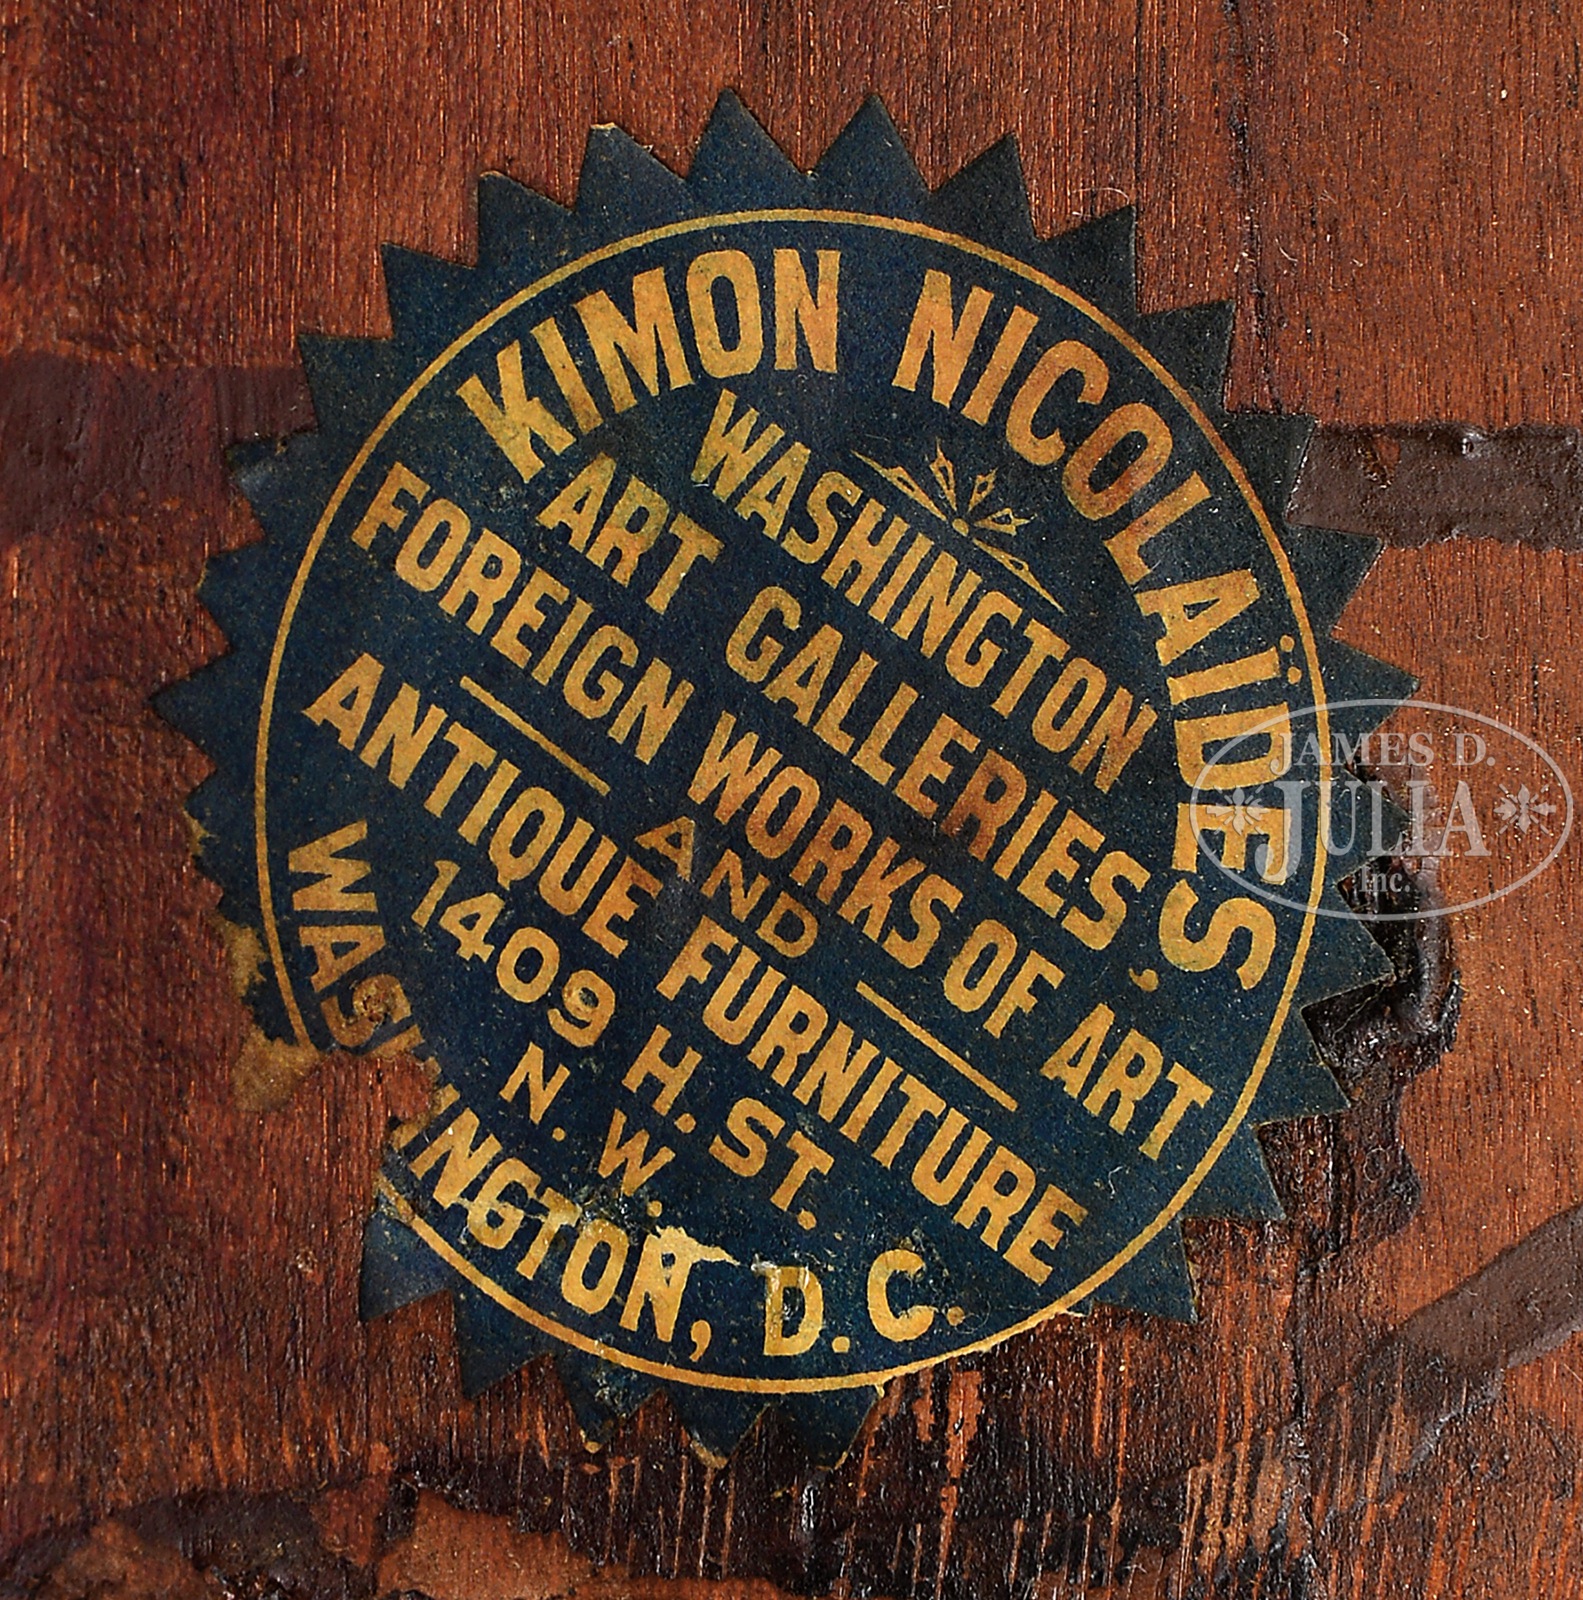 KIMON NICOLAÏDES
WASHINGTON
ART GALLERIES,
FOREIGN WORKS OF ART
AND
ANTIQUE FURNITURE
1409 H. ST.
N. W.
WASHINGTON, D. C.
JAMES D.
JULIA
Inc.